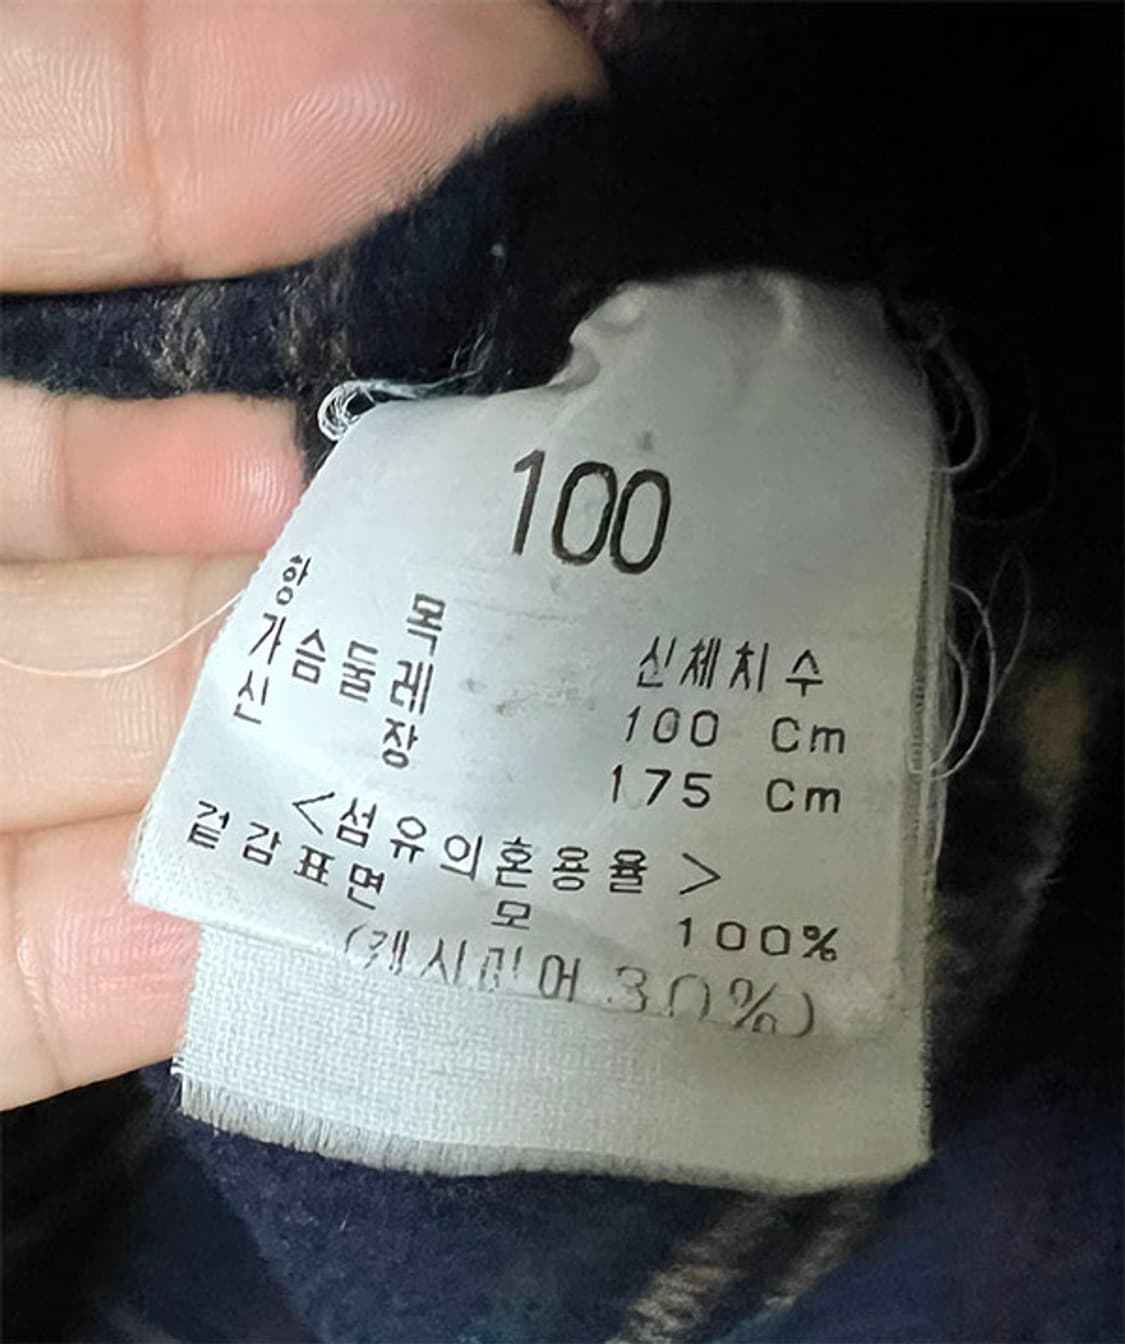 100
항 목 신체치수
가슴둘레 100 Cm
신 장 175 Cm
<섬유의혼용율>
겉감표면 모 100%
(캐시미어 30%)